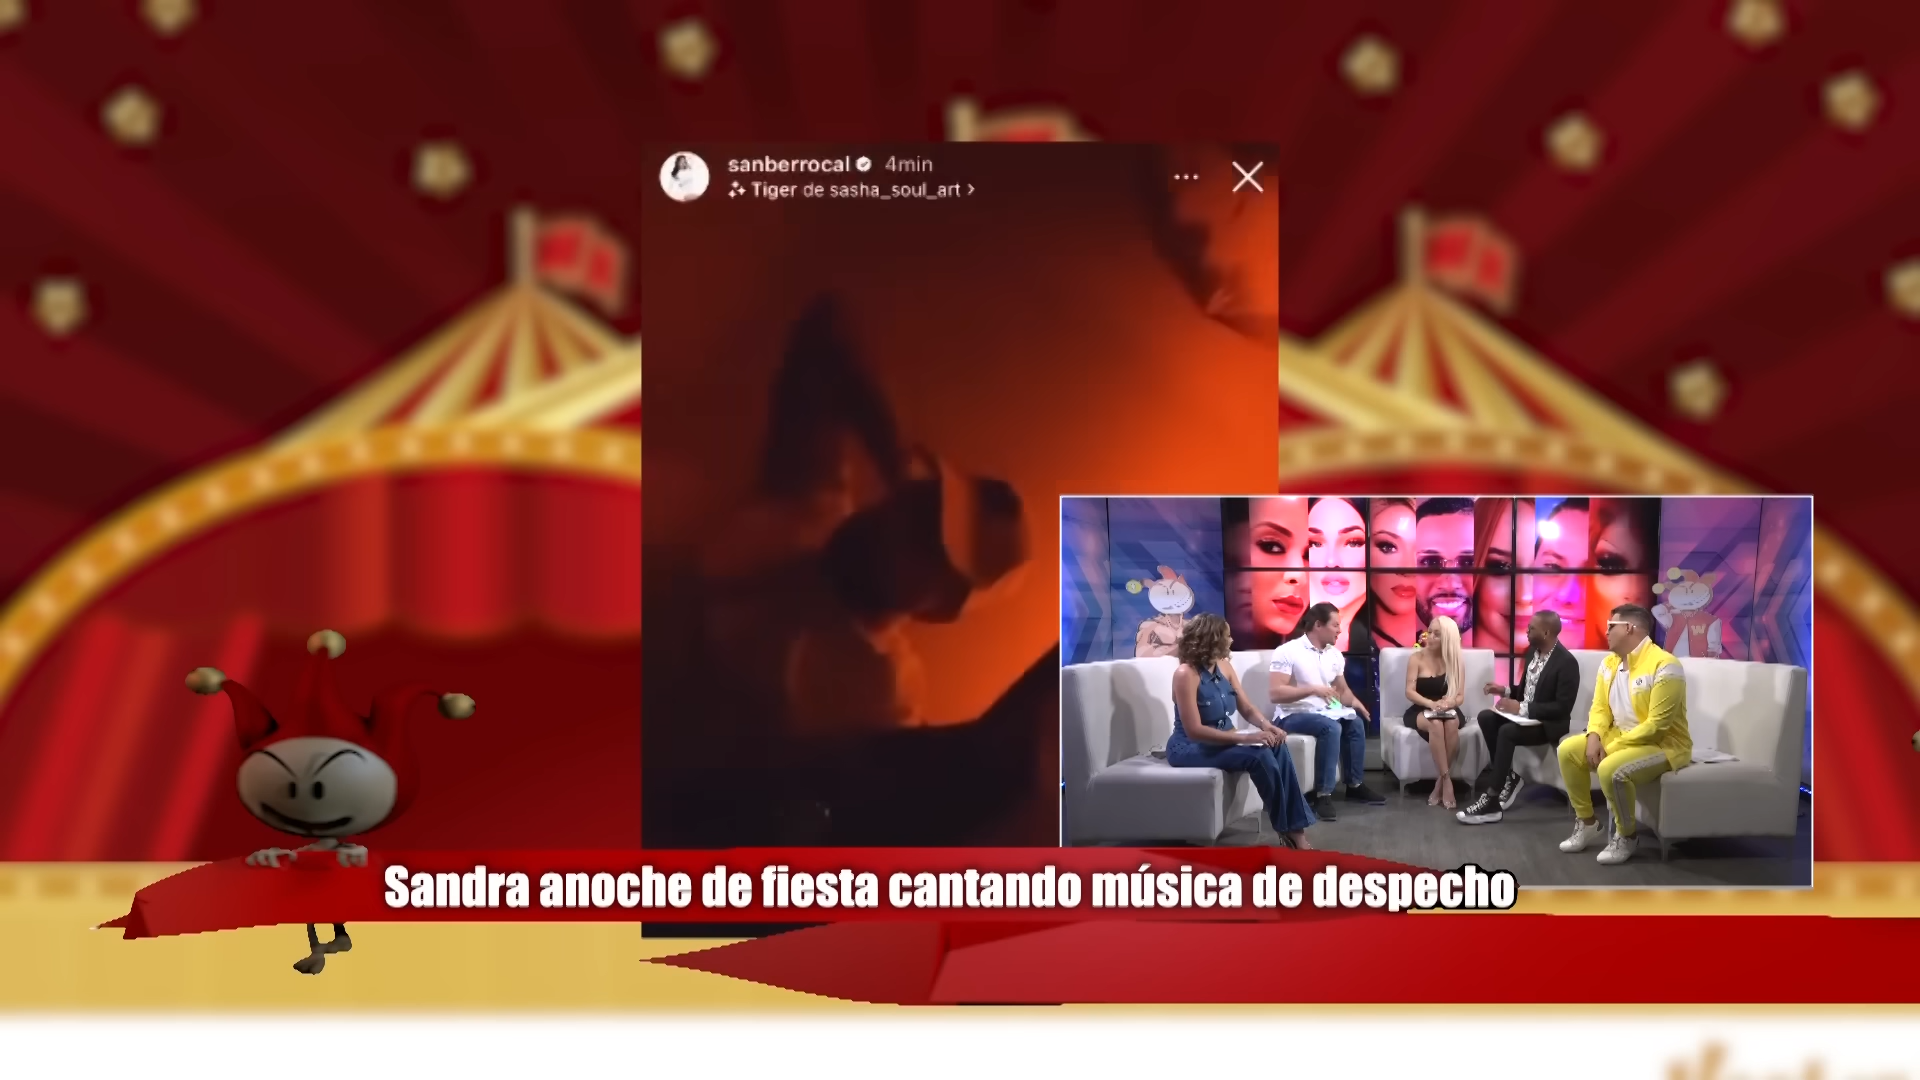 sanberrocal 4min
Tiger de sasha_soul_art >
Sandra anoche de fiesta cantando música de despecho